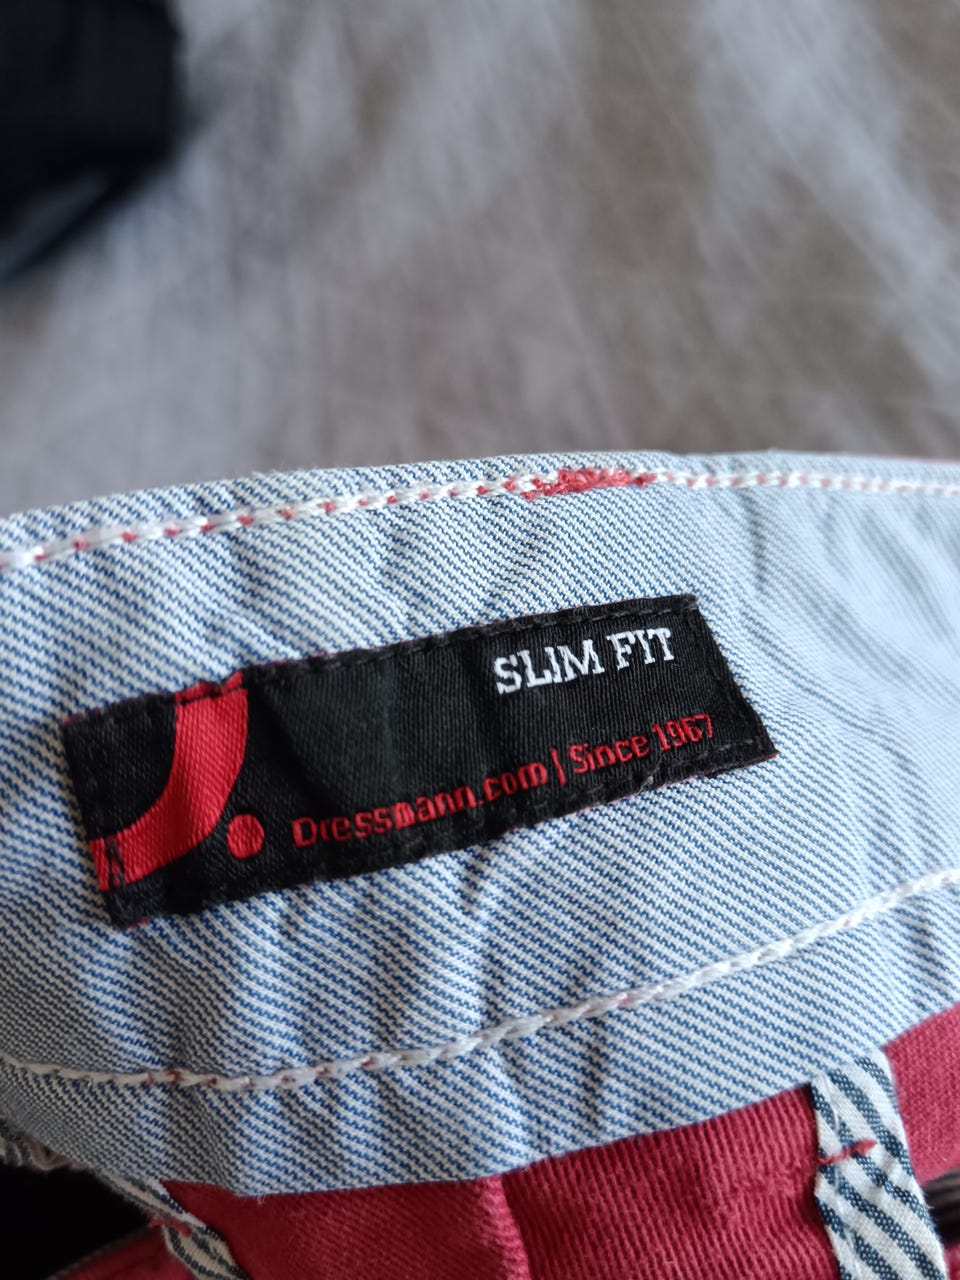 SLIM FIT
Dressmann.com | Since 1967